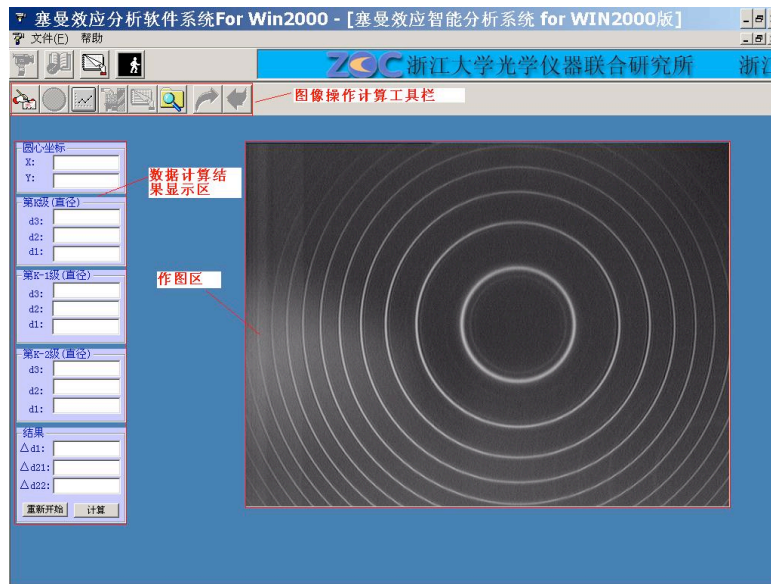 塞曼效应分析软件系统For Win2000 - [塞曼效应智能分析系统 for WIN2000版]
文件(E) 帮助
ZOC 浙江大学光学仪器联合研究所 浙江
图像操作计算工具栏
圆心坐标
X:
Y:
数据计算结
果显示区
第K级(直径)
d3:
d2:
d1:
第K-1级(直径)
d3:
d2:
d1:
作图区
第K-2级(直径)
d3:
d2:
d1:
结果
△d1:
△d21:
△d22:
重新开始 计算